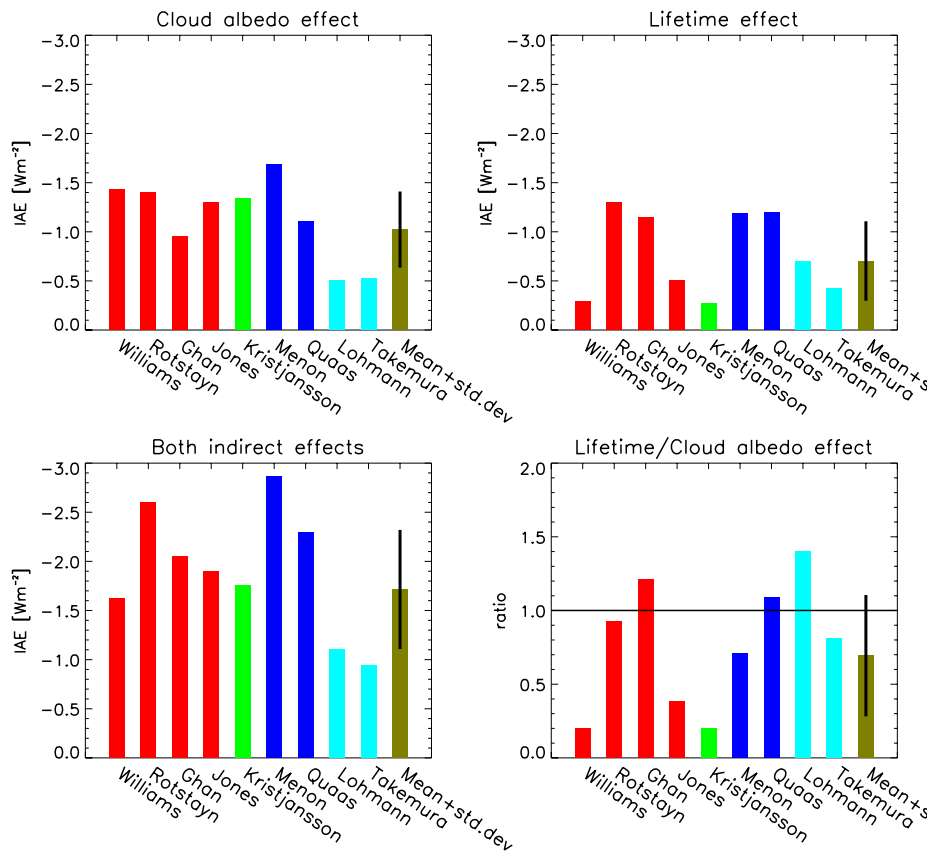 Cloud albedo effect
IAE [Wm⁻²]
−3.0
−2.5
−2.0
−1.5
−1.0
−0.5
0.0
Williams
Rotstayn
Ghan
Jones
Kristjansson
Menon
Quaas
Lohmann
Takemura
Mean+std.dev
Lifetime effect
IAE [Wm⁻²]
−3.0
−2.5
−2.0
−1.5
−1.0
−0.5
0.0
Williams
Rotstayn
Ghan
Jones
Kristjansson
Menon
Quaas
Lohmann
Takemura
Mean+s
Both indirect effects
IAE [Wm⁻²]
−3.0
−2.5
−2.0
−1.5
−1.0
−0.5
0.0
Williams
Rotstayn
Ghan
Jones
Kristjansson
Menon
Quaas
Lohmann
Takemura
Mean+std.dev
Lifetime/Cloud albedo effect
ratio
2.0
1.5
1.0
0.5
0.0
Williams
Rotstayn
Ghan
Jones
Kristjansson
Menon
Quaas
Lohmann
Takemura
Mean+s